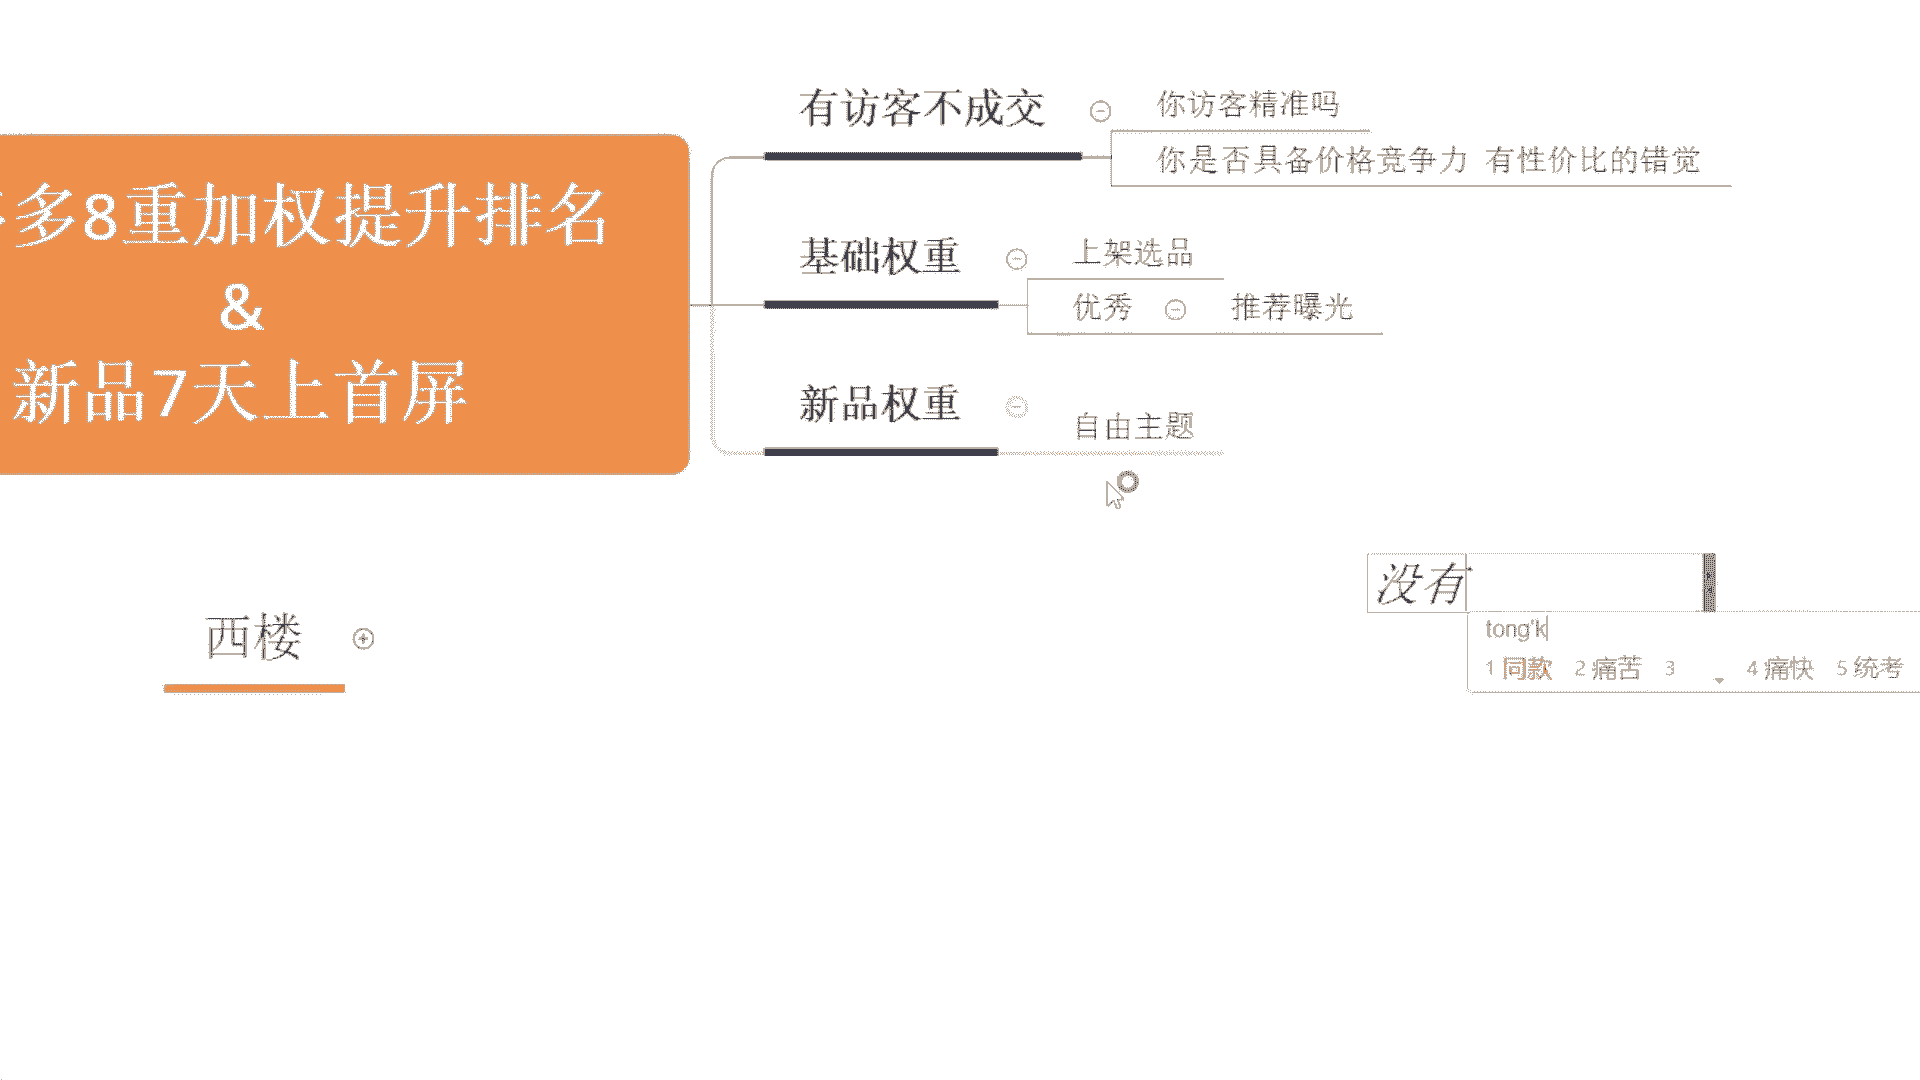 多8重加权提升排名
&
新品7天上首屏
有访客不成交
你访客精准吗
你是否具备价格竞争力 有性价比的错觉
基础权重
上架选品
优秀
推荐曝光
新品权重
自由主题
西楼
没有
tong'k
1 同款 2 痛苦 3 4 痛快 5 统考